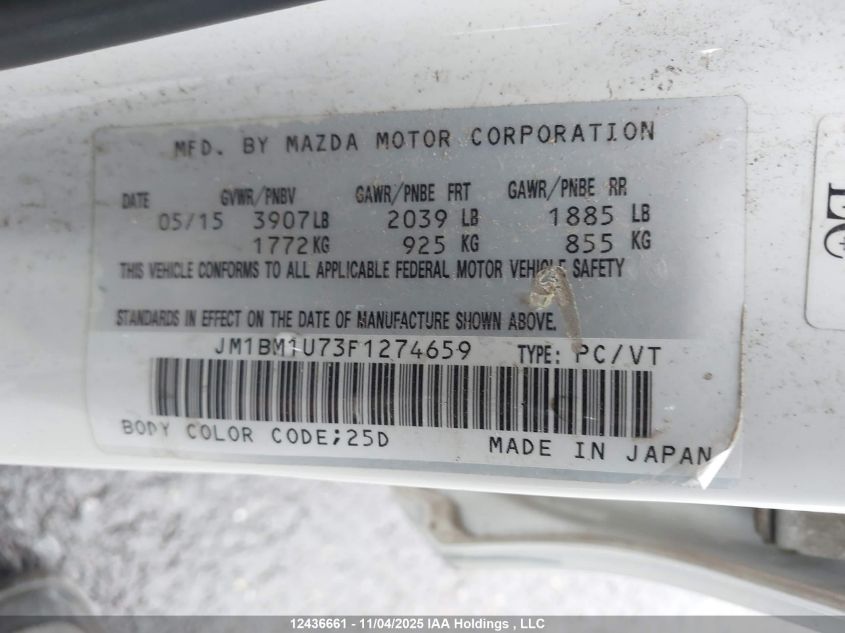 MFD. BY MAZDA MOTOR CORPORATION
DATE GVWR/PNBV GAWR/PNBE FRT GAWR/PNBE RR
05/15 3907LB 2039 LB 1885 LB
1772KG 925 KG 855 KG
THIS VEHICLE CONFORMS TO ALL APPLICABLE FEDERAL MOTOR VEHICLE SAFETY
STANDARDS IN EFFECT ON THE DATE OF MANUFACTURE SHOWN ABOVE.
JM1BM1U73F1274659 TYPE: PC/VT
BODY COLOR CODE;25D MADE IN JAPAN
12436661 - 11/04/2025 IAA Holdings , LLC